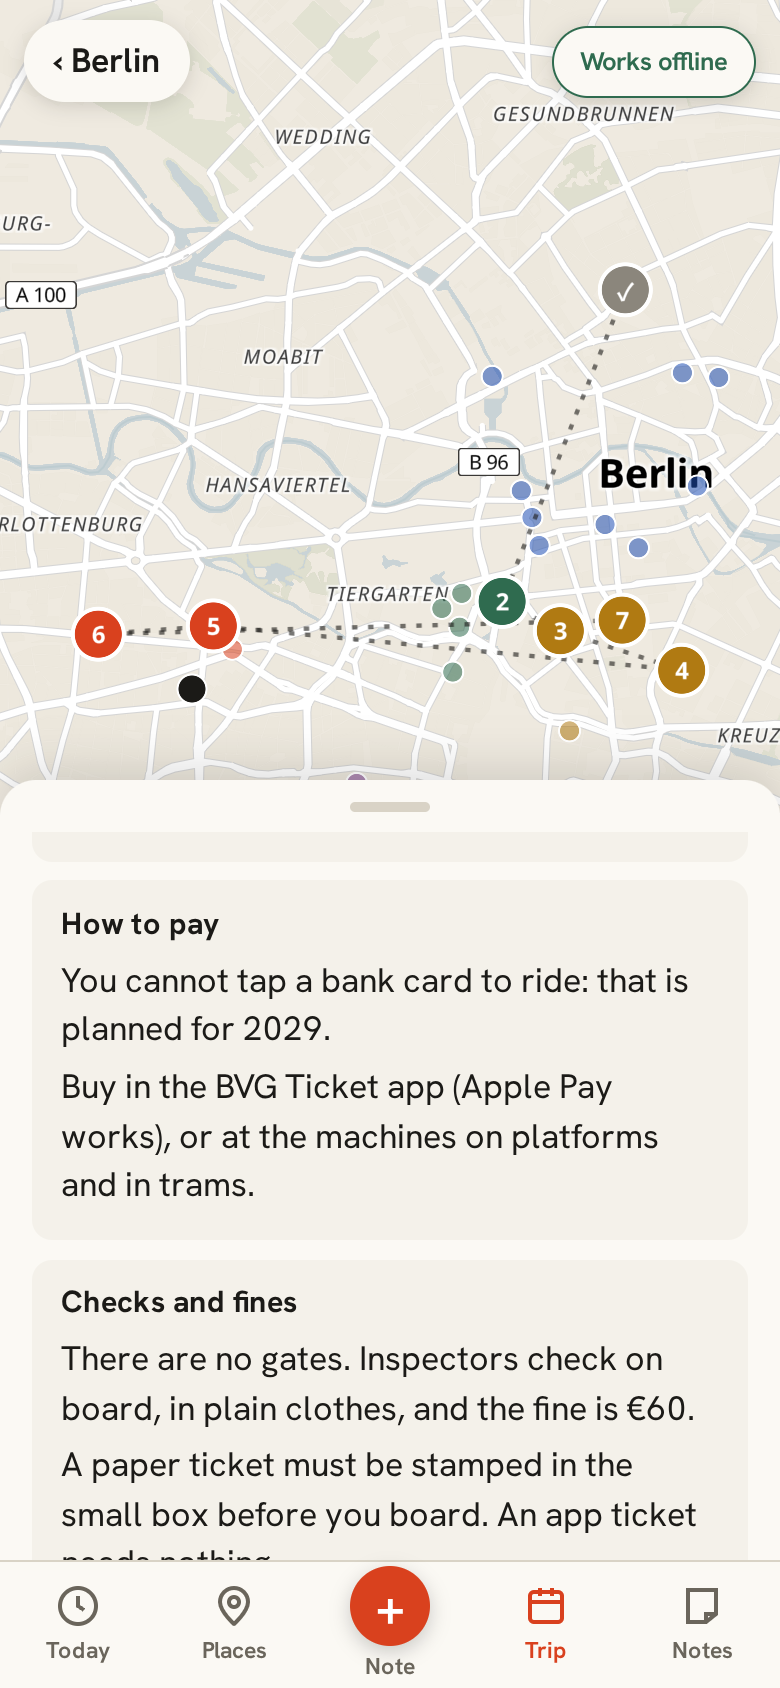 ‹ Berlin
Works offline
GESUNDBRUNNEN
WEDDING
URG-
A 100
✓
MOABIT
B 96
Berlin
HANSAVIERTEL
RLOTTENBURG
TIERGARTEN
2
6
5
3
7
4
KREUZ
How to pay
You cannot tap a bank card to ride: that is
planned for 2029.
Buy in the BVG Ticket app (Apple Pay
works), or at the machines on platforms
and in trams.
Checks and fines
There are no gates. Inspectors check on
board, in plain clothes, and the fine is €60.
A paper ticket must be stamped in the
small box before you board. An app ticket
needs nothing.
Today
Places
+
Note
Trip
Notes